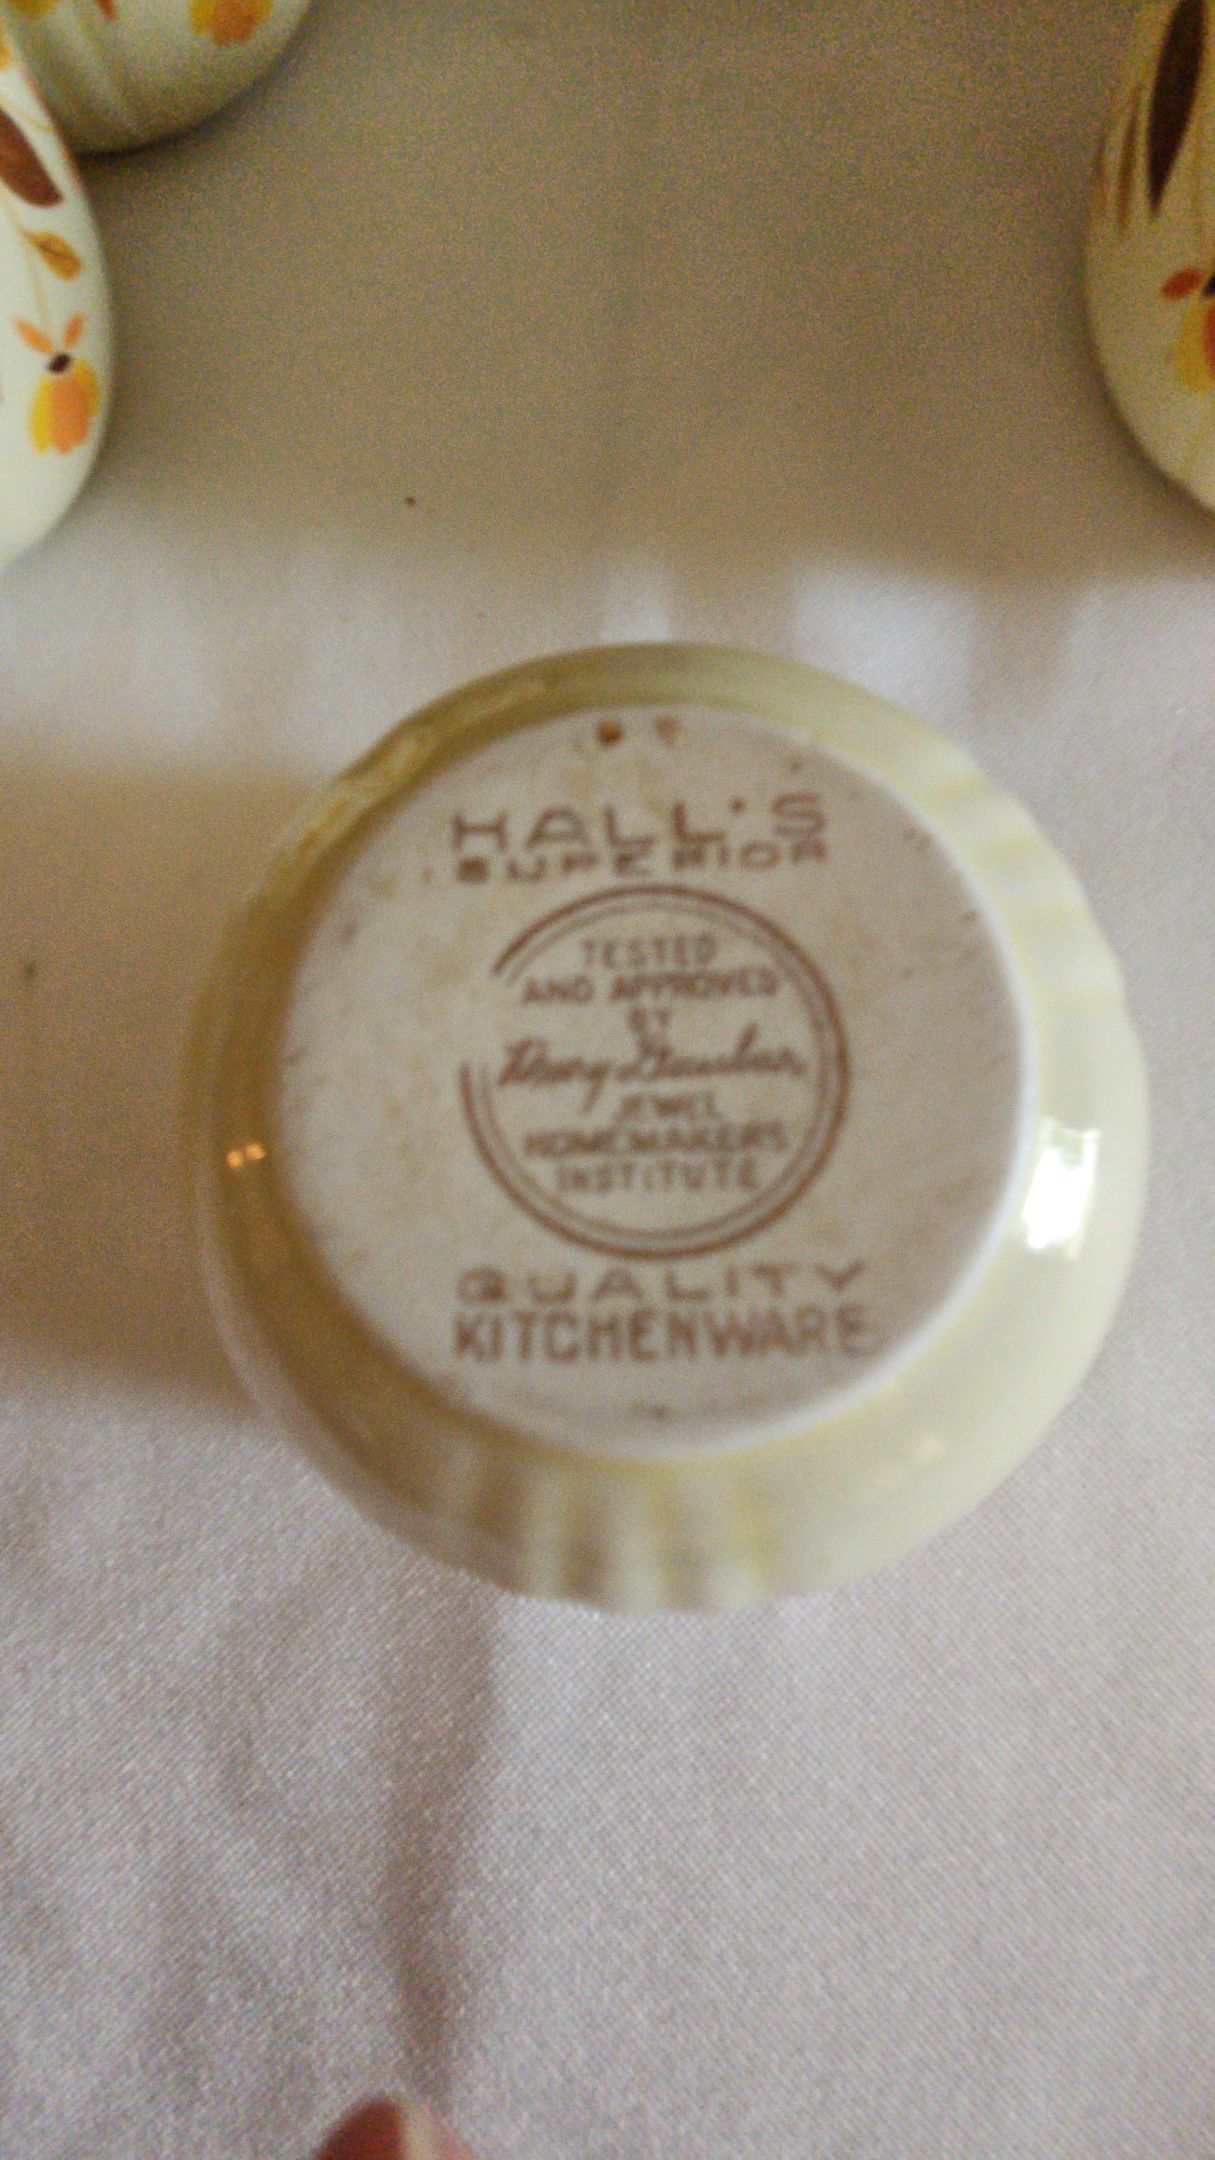 HALL'S
SUPERIOR
TESTED
AND APPROVED
BY
Mary Dunbar
JEWEL
HOMEMAKERS
INSTITUTE
QUALITY
KITCHENWARE